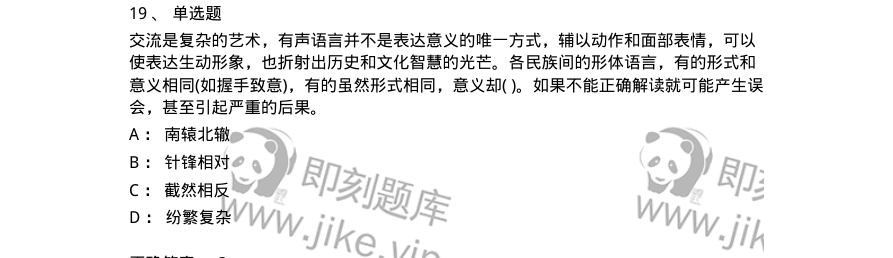 19 、 单选题
交流是复杂的艺术，有声语言并不是表达意义的唯一方式，辅以动作和面部表情，可以
使表达生动形象，也折射出历史和文化智慧的光芒。各民族间的形体语言，有的形式和
意义相同(如握手致意)，有的虽然形式相同，意义却( )。如果不能正确解读就可能产生误
会，甚至引起严重的后果。
A ： 南辕北辙
B ： 针锋相对
C ： 截然相反
D ： 纷繁复杂
即刻题库
www.jike.vip
即
www.ji